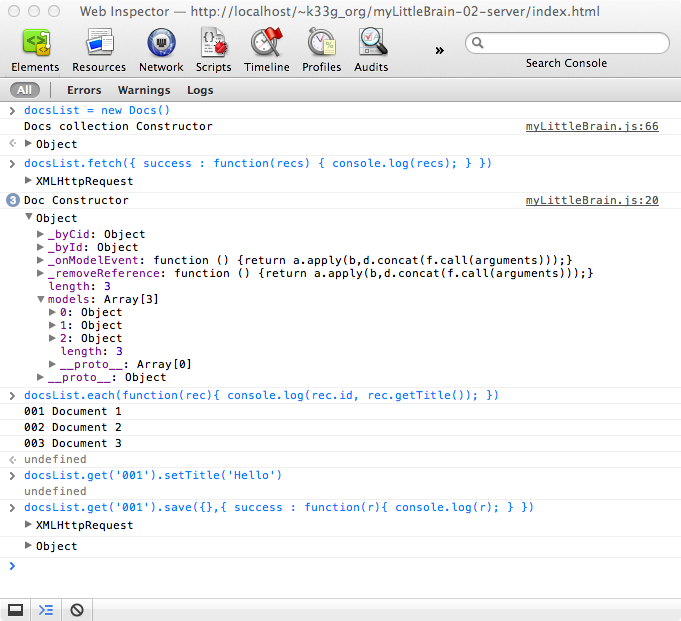 Web Inspector — http://localhost/~k33g_org/myLittleBrain-02-server/index.html
Elements Resources Network Scripts Timeline Profiles Audits » Search Console
All Errors Warnings Logs
> docsList = new Docs()
Docs collection Constructor myLittleBrain.js:66
Object
> docsList.fetch({ success : function(recs) { console.log(recs); } })
XMLHttpRequest
3 Doc Constructor myLittleBrain.js:20
Object
_byCid: Object
_byId: Object
_onModelEvent: function () {return a.apply(b,d.concat(f.call(arguments)));}
_removeReference: function () {return a.apply(b,d.concat(f.call(arguments)));}
length: 3
models: Array[3]
0: Object
1: Object
2: Object
length: 3
__proto__: Array[0]
__proto__: Object
> docsList.each(function(rec){ console.log(rec.id, rec.getTitle()); })
001 Document 1
002 Document 2
003 Document 3
undefined
> docsList.get('001').setTitle('Hello')
undefined
> docsList.get('001').save({},{ success : function(r){ console.log(r); } })
XMLHttpRequest
Object
>